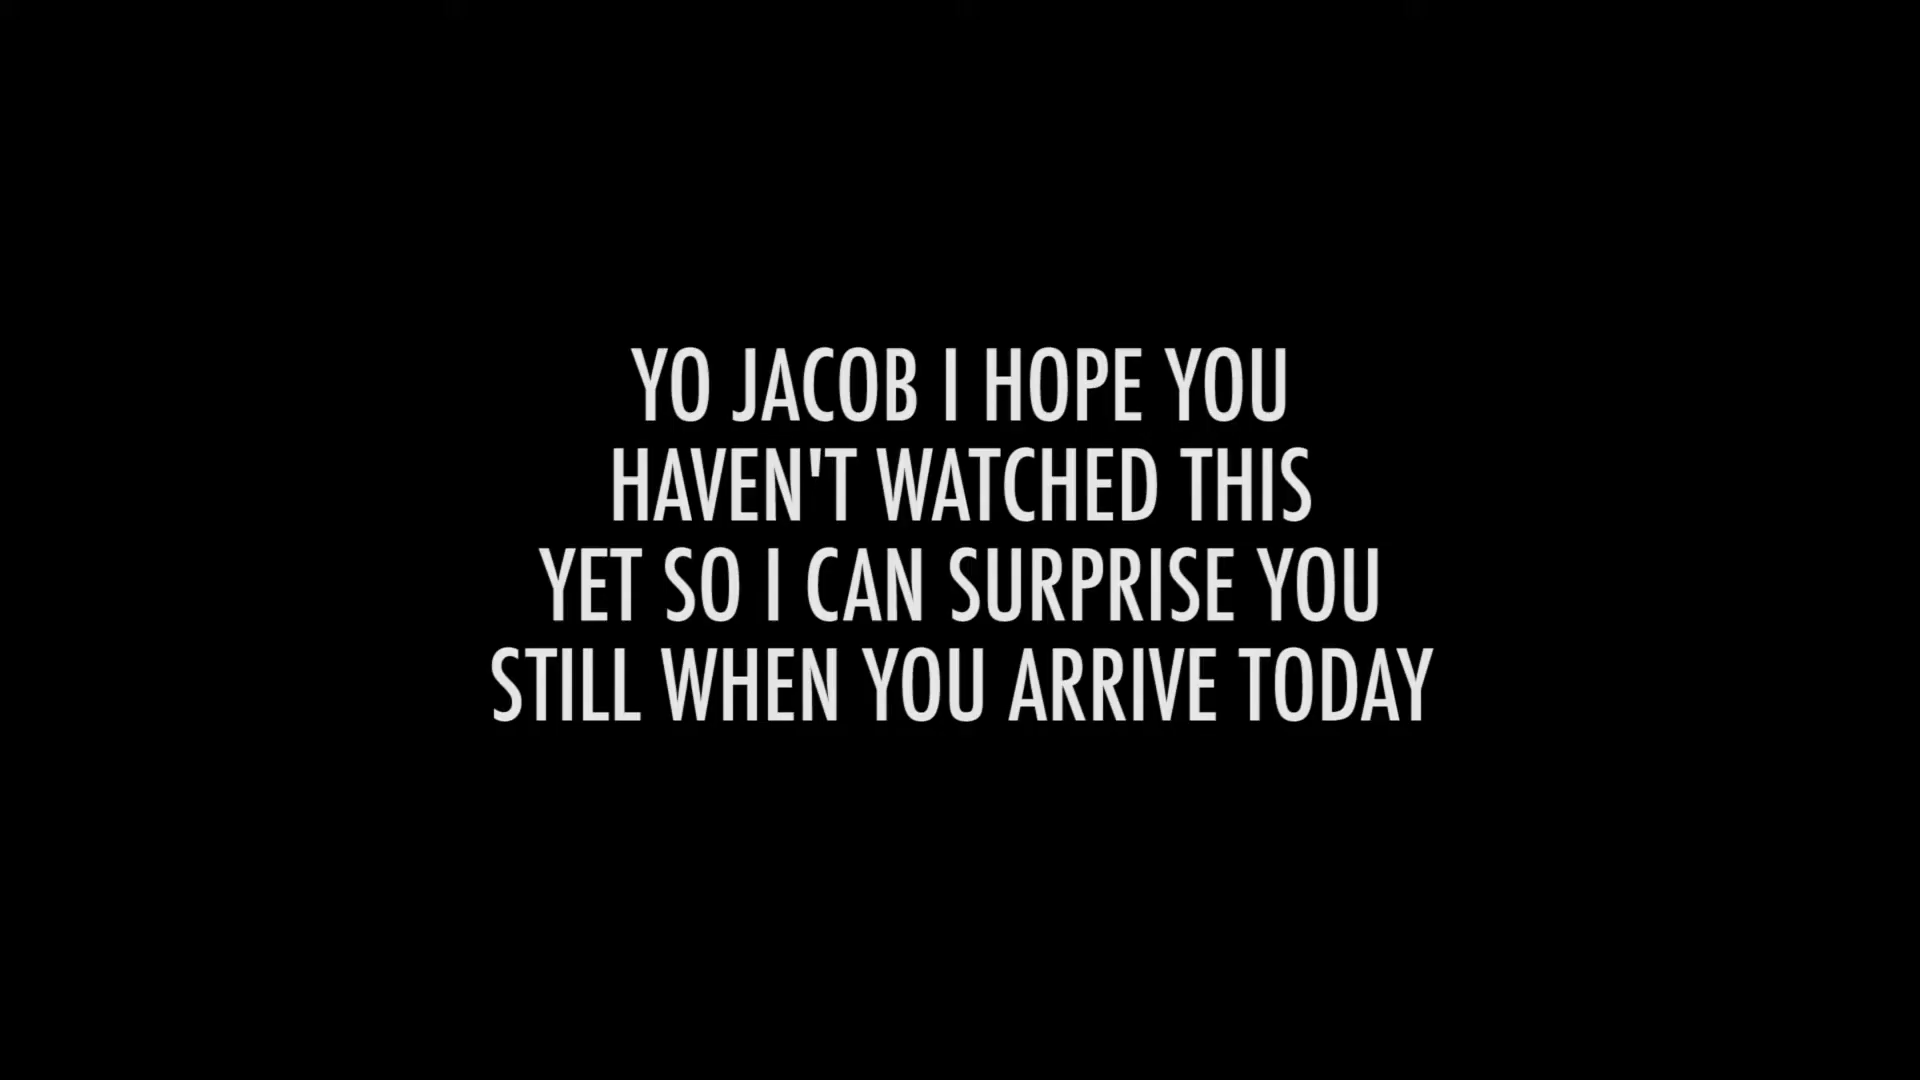 YO JACOB I HOPE YOU
HAVEN'T WATCHED THIS
YET SO I CAN SURPRISE YOU
STILL WHEN YOU ARRIVE TODAY